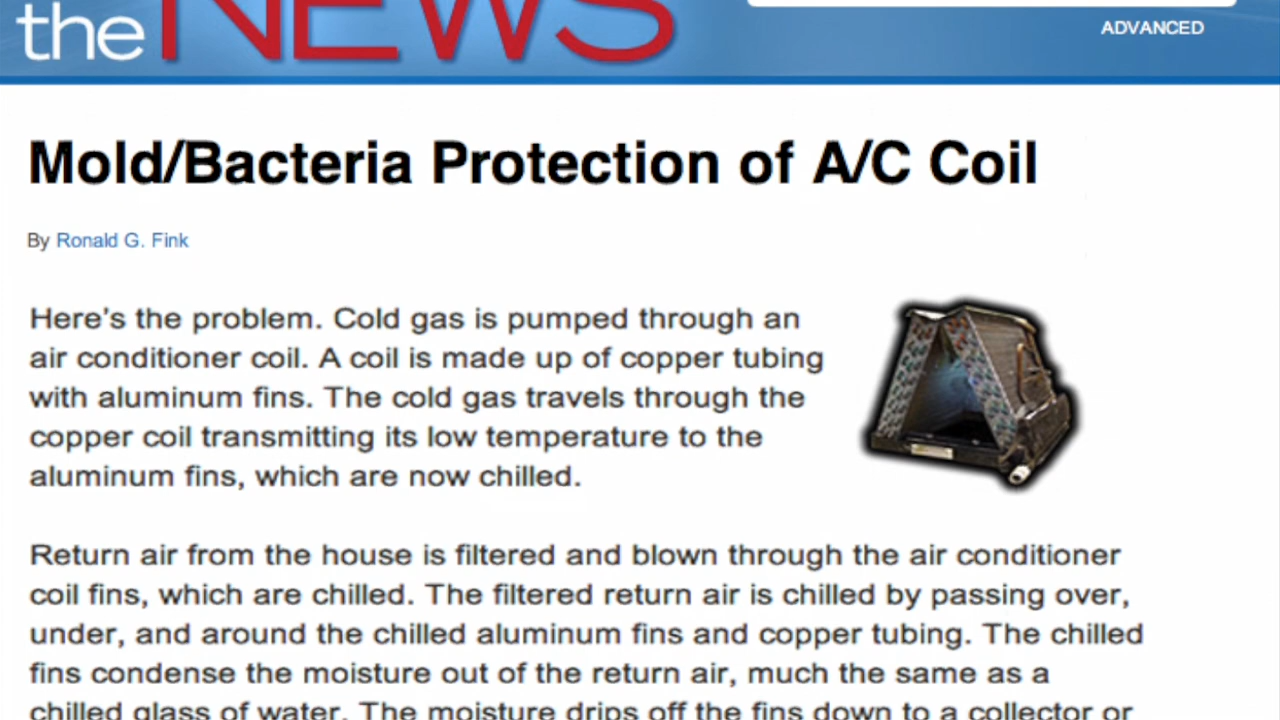 the NEWS
ADVANCED
Mold/Bacteria Protection of A/C Coil
By Ronald G. Fink
Here's the problem. Cold gas is pumped through an
air conditioner coil. A coil is made up of copper tubing
with aluminum fins. The cold gas travels through the
copper coil transmitting its low temperature to the
aluminum fins, which are now chilled.
Return air from the house is filtered and blown through the air conditioner
coil fins, which are chilled. The filtered return air is chilled by passing over,
under, and around the chilled aluminum fins and copper tubing. The chilled
fins condense the moisture out of the return air, much the same as a
chilled glass of water. The moisture drips off the fins down to a collector or